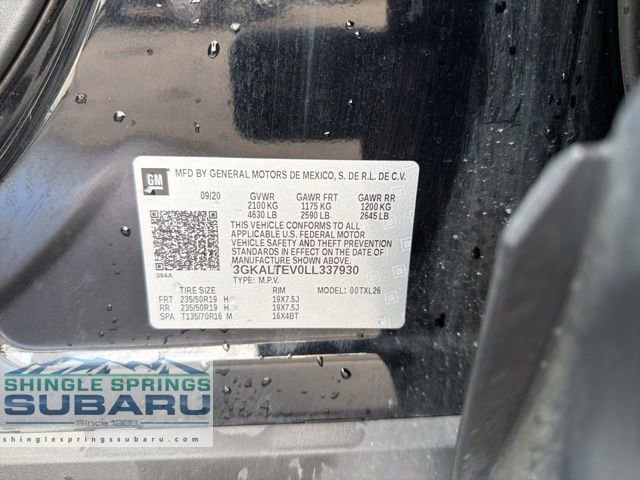 GM
MFD BY GENERAL MOTORS DE MEXICO, S. DE R.L. DE C.V.
09/20 GVWR GAWR FRT GAWR RR
2100 KG 1175 KG 1200 KG
4630 LB 2590 LB 2645 LB
THIS VEHICLE CONFORMS TO ALL
APPLICABLE U.S. FEDERAL MOTOR
VEHICLE SAFETY AND THEFT PREVENTION
STANDARDS IN EFFECT ON THE DATE OF
MANUFACTURE SHOWN ABOVE.
384A 3GKALTEV0LL337930
TYPE: M.P.V.
TIRE SIZE RIM MODEL: 00TXL26
FRT 235/50R19 H 19X7.5J
RR 235/50R19 H 19X7.5J
SPA T135/70R16 M 16X4BT
SHINGLE SPRINGS
SUBARU
Since 1988
shinglespringssubaru.com